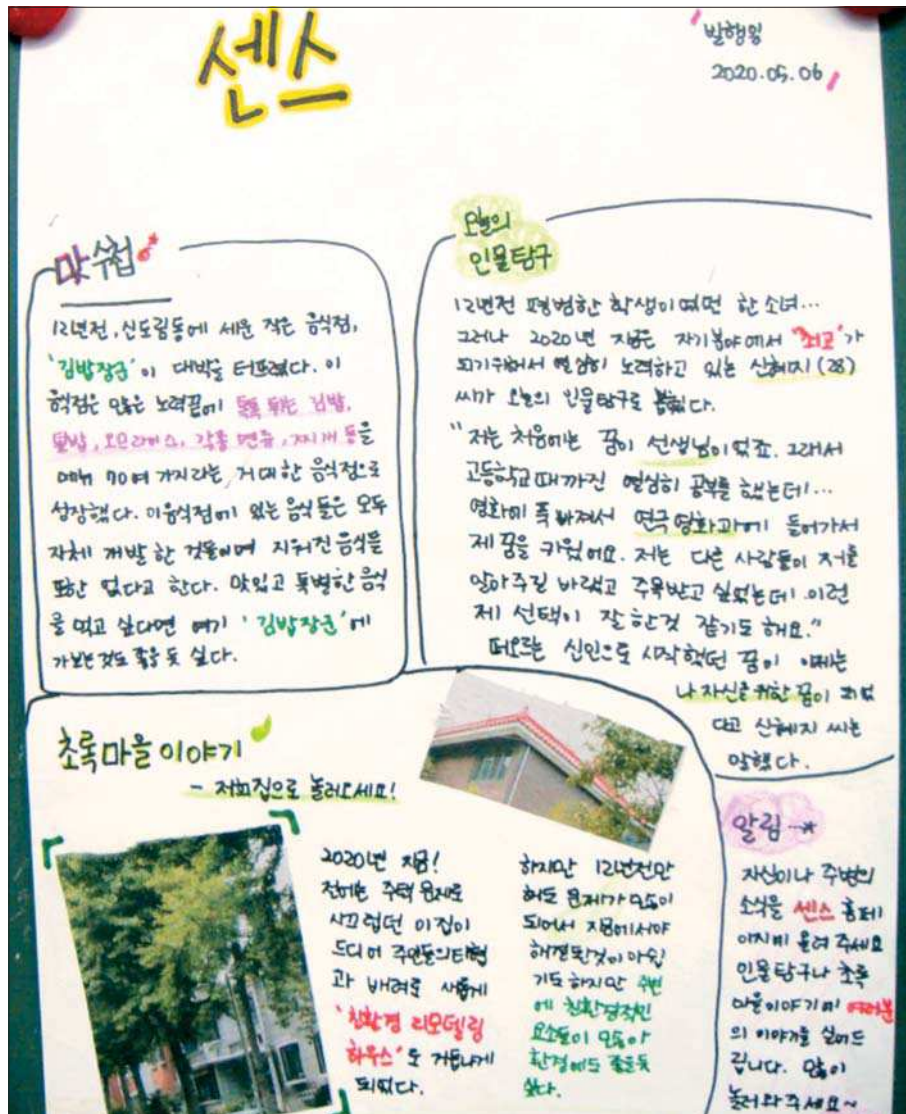 센스
발행일
2020.05.06
맛수첩
12년전, 신도림동에 세운 작은 음식점,
'김밥장군'이 대박을 터뜨렸다. 이
음식점은 많은 노력끝에 톡톡 튀는 김밥,
덮밥, 오므라이스, 각종 면류, 찌개 등을
메뉴 70여 가지라는, 거대한 음식점으로
성장했다. 이음식점에 있는 음식들은 모두
자체 개발 한 것들이며 지워진 음식들
또한 없다고 한다. 맛있고 특별한 음식
을 먹고 싶다면 여기 '김밥장군'에
가보는것도 좋을 듯 싶다.
오늘의
인물탐구
12년전 평범한 학생이였던 한 소녀...
그러나 2020년 지금은 자기분야에서 '최고'가
되기위해서 열심히 노력하고 있는 신혜지(28)
씨가 오늘의 인물탐구로 뽑혔다.
"저는 처음에는 꿈이 선생님이었죠. 그래서
고등학교때까진 열심히 공부를 했는데...
영화에 푹 빠져서 연극영화과에 들어가서
제 꿈을 키웠어요. 저는 다른 사람들이 저를
알아주길 바랬고 주목받고 싶었는데 이런
제 선택이 잘 한것 같기도 해요."
떠오르는 신인으로 시작했던 꿈이 이제는
나 자신을 위한 꿈이 되었
다고 신혜지 씨는
말했다.
초록마을 이야기
- 저희집으로 놀러오세요!
2020년 지금!
전에는 주택 문제로
시끄럽던 이 집이
드디어 주민들의 타협
과 배려로 새롭게
'친환경 리모델링
하우스'로 거듭나게
되었다.
하지만 12년전만
해도 문제가 많이
되어서 지금에서야
해결된것이 아쉽
기도 하지만 주변
에 친환경적인
요소들이 많아
환경에도 좋을듯
싶다.
알림
자신이나 주변의
소식을 센스 홈페
이지에 올려 주세요
인물탐구나 초록
마을이야기에 여러분
의 이야기를 실어드
립니다. 많이
놀러와 주세요~